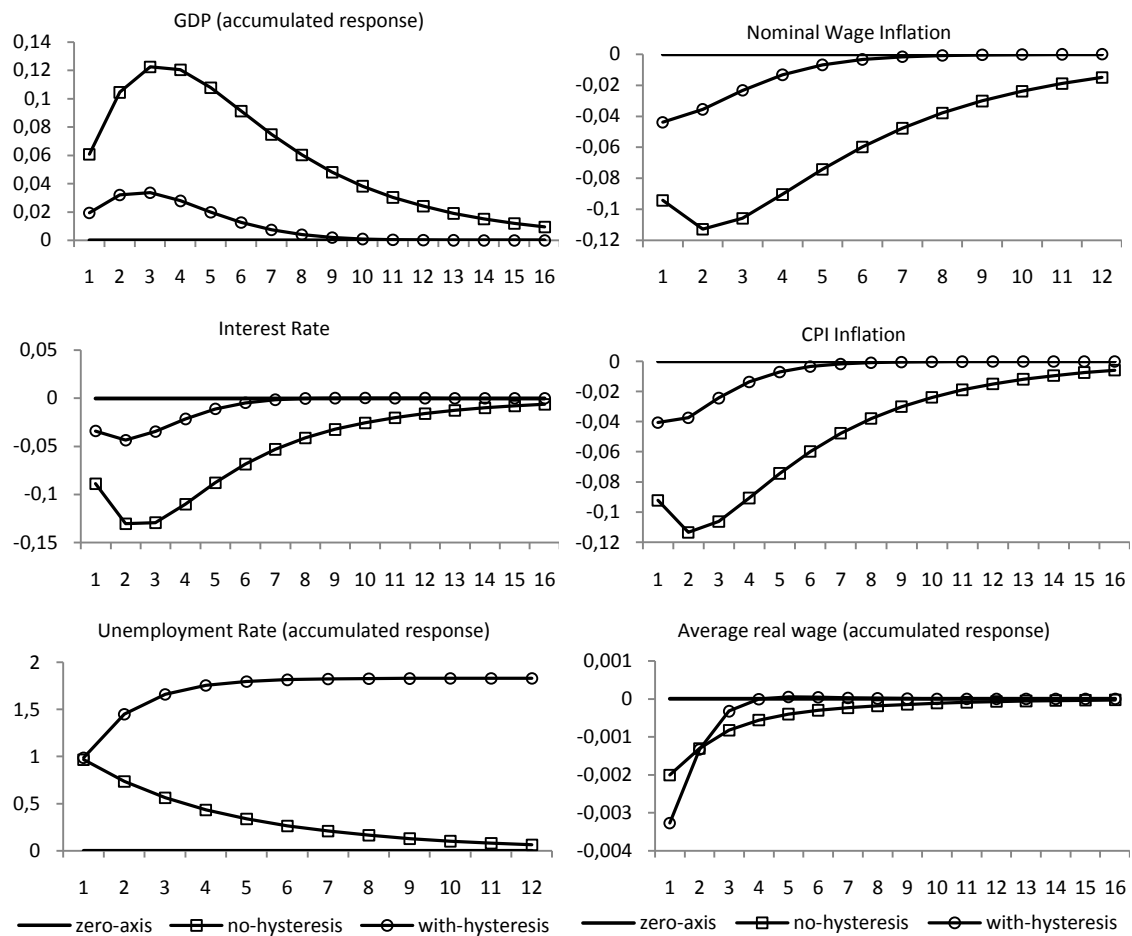 GDP (accumulated response)
0,14
0,12
0,1
0,08
0,06
0,04
0,02
0
1 2 3 4 5 6 7 8 9 10 11 12 13 14 15 16
Nominal Wage Inflation
0
-0,02
-0,04
-0,06
-0,08
-0,1
-0,12
1 2 3 4 5 6 7 8 9 10 11 12
Interest Rate
0,05
0
-0,05
-0,1
-0,15
1 2 3 4 5 6 7 8 9 10 11 12 13 14 15 16
CPI Inflation
0
-0,02
-0,04
-0,06
-0,08
-0,1
-0,12
1 2 3 4 5 6 7 8 9 10 11 12 13 14 15 16
Unemployment Rate (accumulated response)
2
1,5
1
0,5
0
1 2 3 4 5 6 7 8 9 10 11 12
zero-axis no-hysteresis with-hysteresis
Average real wage (accumulated response)
0,001
0
-0,001
-0,002
-0,003
-0,004
1 2 3 4 5 6 7 8 9 10 11 12 13 14 15 16
zero-axis no-hysteresis with-hysteresis